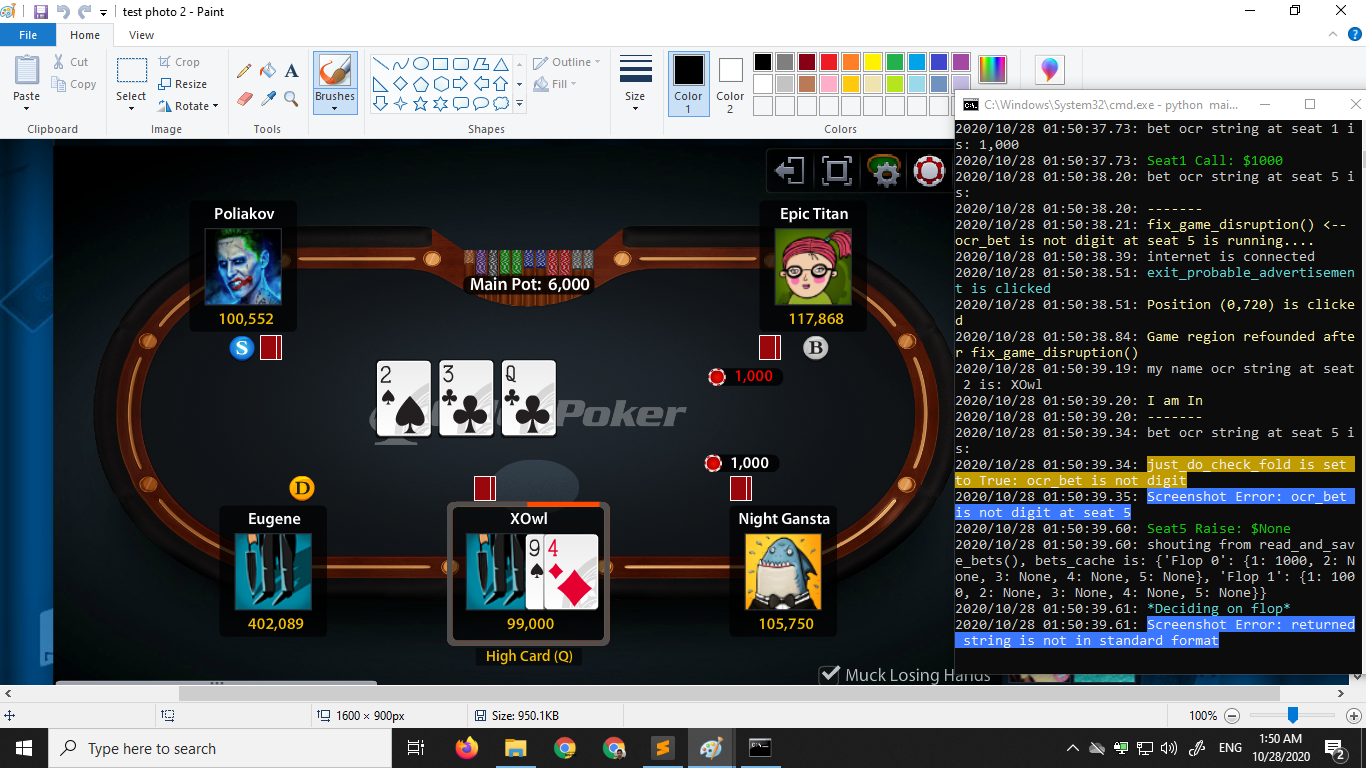 test photo 2 - Paint
File
Home
View
Paste
Cut
Copy
Clipboard
Select
Crop
Resize
Rotate
Image
A
Tools
Brushes
Outline
Fill
Shapes
Size
Color
1
Color
2
Colors
C:\Windows\System32\cmd.exe - python mai...
2020/10/28 01:50:37.73: bet ocr string at seat 1 i
s: 1,000
2020/10/28 01:50:37.73: Seat1 Call: $1000
2020/10/28 01:50:38.20: bet ocr string at seat 5 i
s:
2020/10/28 01:50:38.20: -------
2020/10/28 01:50:38.21: fix_game_disruption() <--
ocr_bet is not digit at seat 5 is running....
2020/10/28 01:50:38.39: internet is connected
2020/10/28 01:50:38.51: exit_probable_advertisemen
t is clicked
2020/10/28 01:50:38.51: Position (0,720) is clicke
d
2020/10/28 01:50:38.84: Game region refounded afte
r fix_game_disruption()
2020/10/28 01:50:39.19: my name ocr string at seat
2 is: XOwl
2020/10/28 01:50:39.20: I am In
2020/10/28 01:50:39.20: -------
2020/10/28 01:50:39.34: bet ocr string at seat 5 i
s:
2020/10/28 01:50:39.34: just_do_check_fold is set
to True: ocr_bet is not digit
2020/10/28 01:50:39.35: Screenshot Error: ocr_bet
is not digit at seat 5
2020/10/28 01:50:39.60: Seat5 Raise: $None
2020/10/28 01:50:39.60: shouting from read_and_sav
e_bets(), bets_cache is: {'Flop 0': {1: 1000, 2: N
one, 3: None, 4: None, 5: None}, 'Flop 1': {1: 100
0, 2: None, 3: None, 4: None, 5: None}}
2020/10/28 01:50:39.61: *Deciding on flop*
2020/10/28 01:50:39.61: Screenshot Error: returned
string is not in standard format
Poliakov
100,552
S
Epic Titan
117,868
B
Main Pot: 6,000
1,000
2
3
Q
Poker
1,000
D
Eugene
402,089
XOwl
9
4
99,000
High Card (Q)
Night Gansta
105,750
Muck Losing Hands
1600 × 900px
Size: 950.1KB
100%
Type here to search
ENG
1:50 AM
10/28/2020
2